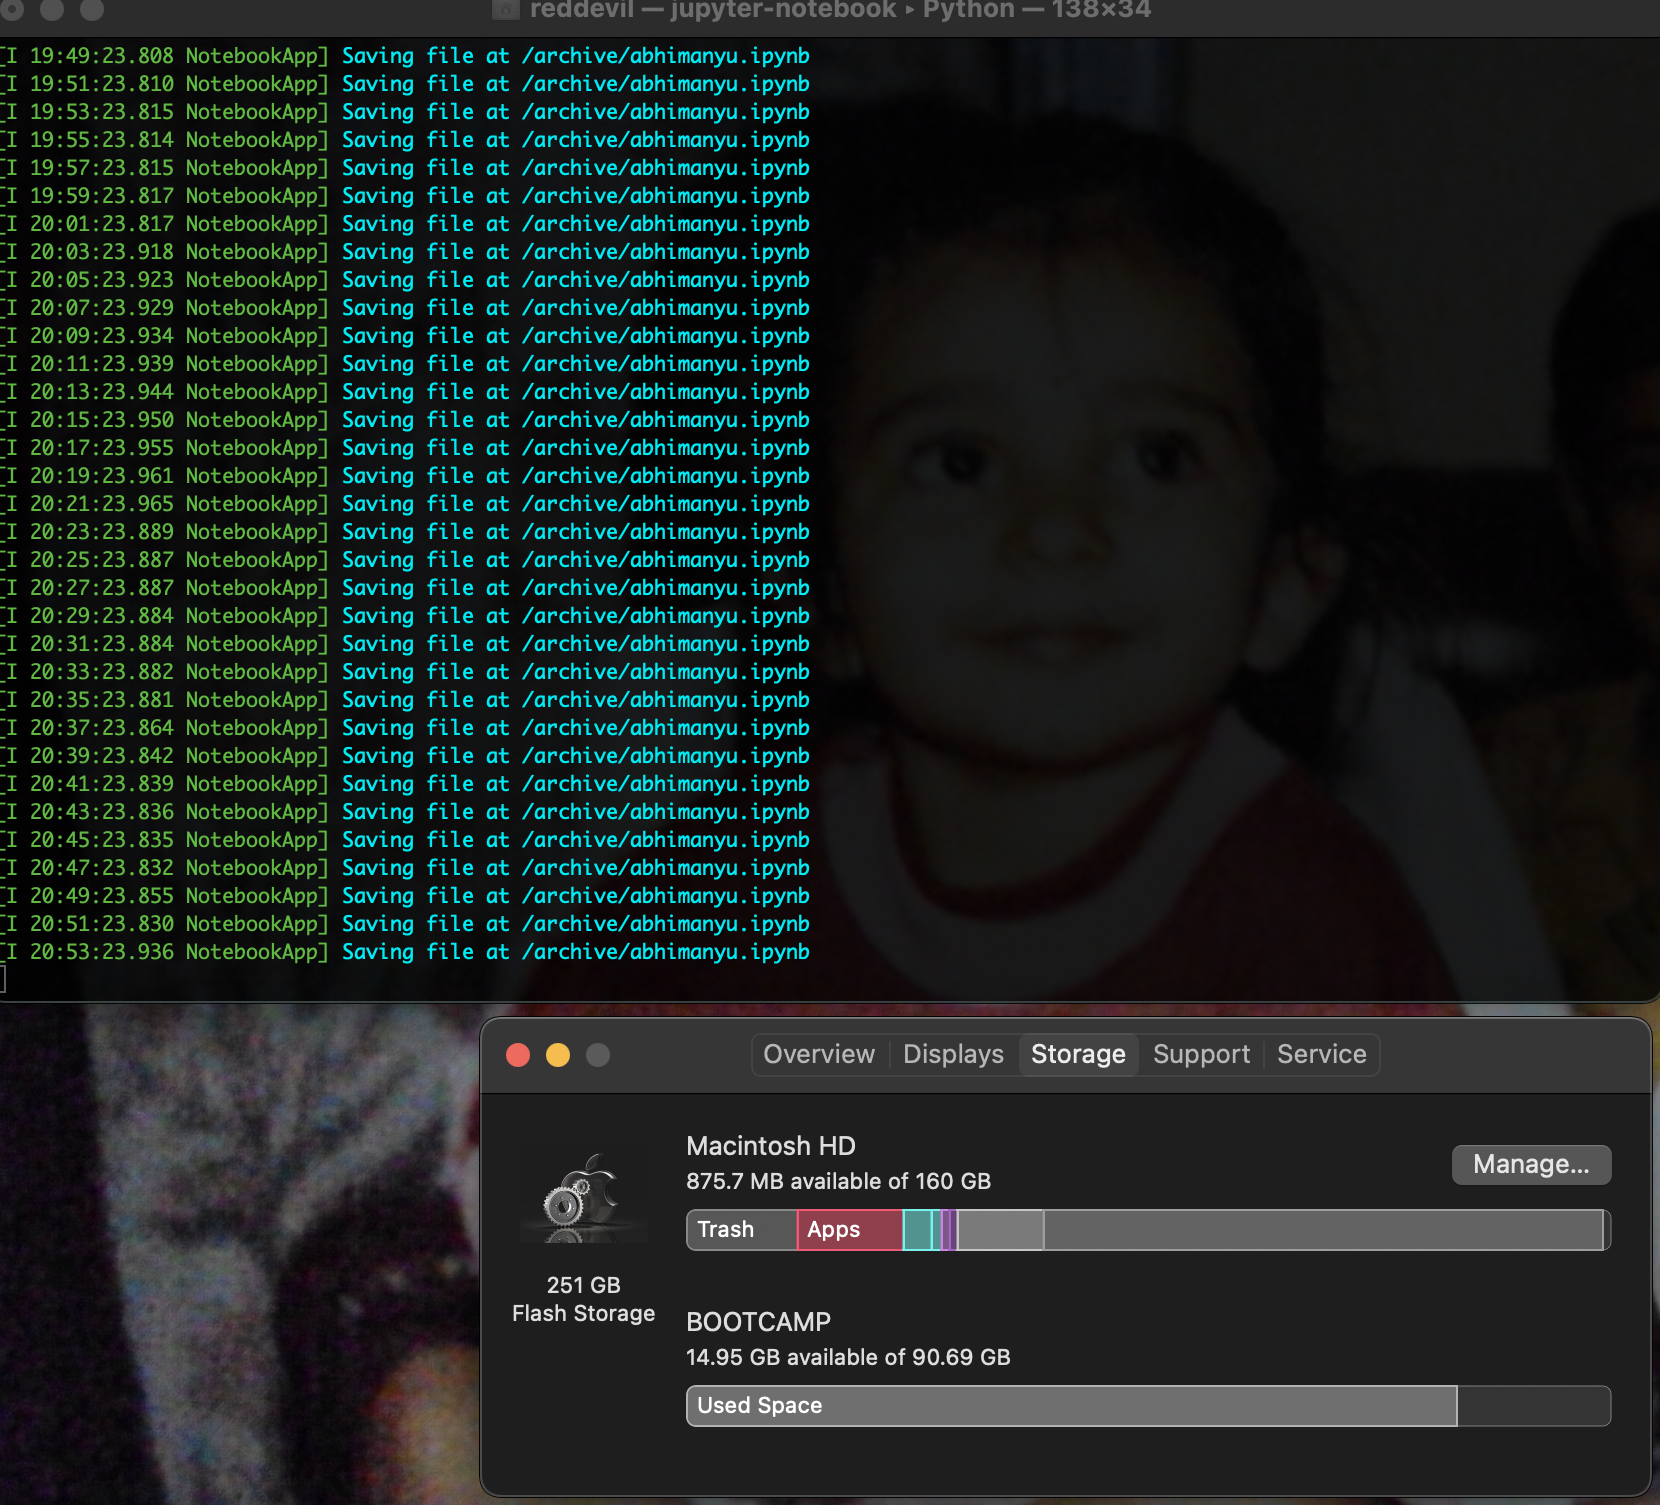 reddevil — jupyter-notebook ▸ Python — 138×34
[I 19:49:23.808 NotebookApp] Saving file at /archive/abhimanyu.ipynb
[I 19:51:23.810 NotebookApp] Saving file at /archive/abhimanyu.ipynb
[I 19:53:23.815 NotebookApp] Saving file at /archive/abhimanyu.ipynb
[I 19:55:23.814 NotebookApp] Saving file at /archive/abhimanyu.ipynb
[I 19:57:23.815 NotebookApp] Saving file at /archive/abhimanyu.ipynb
[I 19:59:23.817 NotebookApp] Saving file at /archive/abhimanyu.ipynb
[I 20:01:23.817 NotebookApp] Saving file at /archive/abhimanyu.ipynb
[I 20:03:23.918 NotebookApp] Saving file at /archive/abhimanyu.ipynb
[I 20:05:23.923 NotebookApp] Saving file at /archive/abhimanyu.ipynb
[I 20:07:23.929 NotebookApp] Saving file at /archive/abhimanyu.ipynb
[I 20:09:23.934 NotebookApp] Saving file at /archive/abhimanyu.ipynb
[I 20:11:23.939 NotebookApp] Saving file at /archive/abhimanyu.ipynb
[I 20:13:23.944 NotebookApp] Saving file at /archive/abhimanyu.ipynb
[I 20:15:23.950 NotebookApp] Saving file at /archive/abhimanyu.ipynb
[I 20:17:23.955 NotebookApp] Saving file at /archive/abhimanyu.ipynb
[I 20:19:23.961 NotebookApp] Saving file at /archive/abhimanyu.ipynb
[I 20:21:23.965 NotebookApp] Saving file at /archive/abhimanyu.ipynb
[I 20:23:23.889 NotebookApp] Saving file at /archive/abhimanyu.ipynb
[I 20:25:23.887 NotebookApp] Saving file at /archive/abhimanyu.ipynb
[I 20:27:23.887 NotebookApp] Saving file at /archive/abhimanyu.ipynb
[I 20:29:23.884 NotebookApp] Saving file at /archive/abhimanyu.ipynb
[I 20:31:23.884 NotebookApp] Saving file at /archive/abhimanyu.ipynb
[I 20:33:23.882 NotebookApp] Saving file at /archive/abhimanyu.ipynb
[I 20:35:23.881 NotebookApp] Saving file at /archive/abhimanyu.ipynb
[I 20:37:23.864 NotebookApp] Saving file at /archive/abhimanyu.ipynb
[I 20:39:23.842 NotebookApp] Saving file at /archive/abhimanyu.ipynb
[I 20:41:23.839 NotebookApp] Saving file at /archive/abhimanyu.ipynb
[I 20:43:23.836 NotebookApp] Saving file at /archive/abhimanyu.ipynb
[I 20:45:23.835 NotebookApp] Saving file at /archive/abhimanyu.ipynb
[I 20:47:23.832 NotebookApp] Saving file at /archive/abhimanyu.ipynb
[I 20:49:23.855 NotebookApp] Saving file at /archive/abhimanyu.ipynb
[I 20:51:23.830 NotebookApp] Saving file at /archive/abhimanyu.ipynb
[I 20:53:23.936 NotebookApp] Saving file at /archive/abhimanyu.ipynb
Overview Displays Storage Support Service
Macintosh HD
875.7 MB available of 160 GB
Manage...
Trash Apps
251 GB
Flash Storage
BOOTCAMP
14.95 GB available of 90.69 GB
Used Space